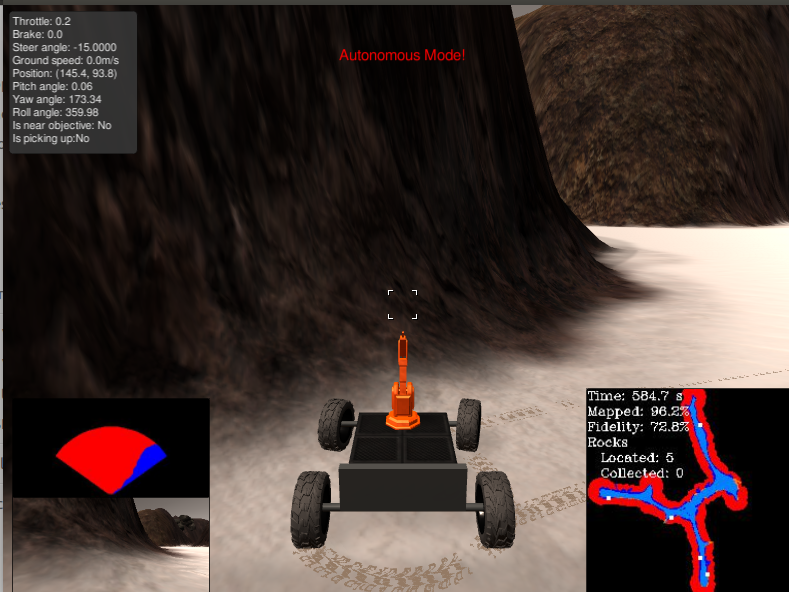 Throttle: 0.2
Brake: 0.0
Steer angle: -15.0000
Ground speed: 0.0m/s
Position: (145.4, 93.8)
Pitch angle: 0.06
Yaw angle: 173.34
Roll angle: 359.98
Is near objective: No
Is picking up:No
Autonomous Mode!
Time: 584.7 s
Mapped: 96.2%
Fidelity: 72.8%
Rocks
Located: 5
Collected: 0